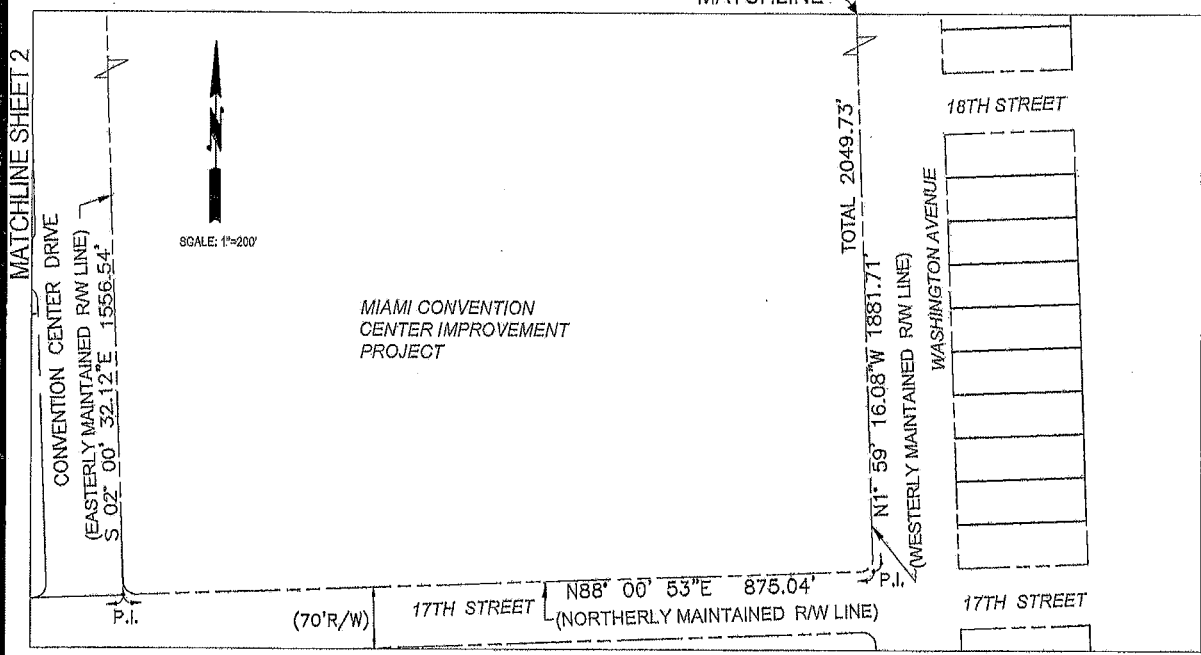 MATCHLINE
MATCHLINE SHEET 2
18TH STREET
N
SCALE: 1"=200'
TOTAL 2049.73'
WASHINGTON AVENUE
CONVENTION CENTER DRIVE
(EASTERLY MAINTAINED R/W LINE)
S 02° 00' 32.12"E 1556.54'
MIAMI CONVENTION
CENTER IMPROVEMENT
PROJECT
N1° 59' 16.08"W 1881.71'
(WESTERLY MAINTAINED R/W LINE)
P.I.
(70'R/W)
17TH STREET
N88° 00' 53"E 875.04'
(NORTHERLY MAINTAINED R/W LINE)
P.I.
17TH STREET